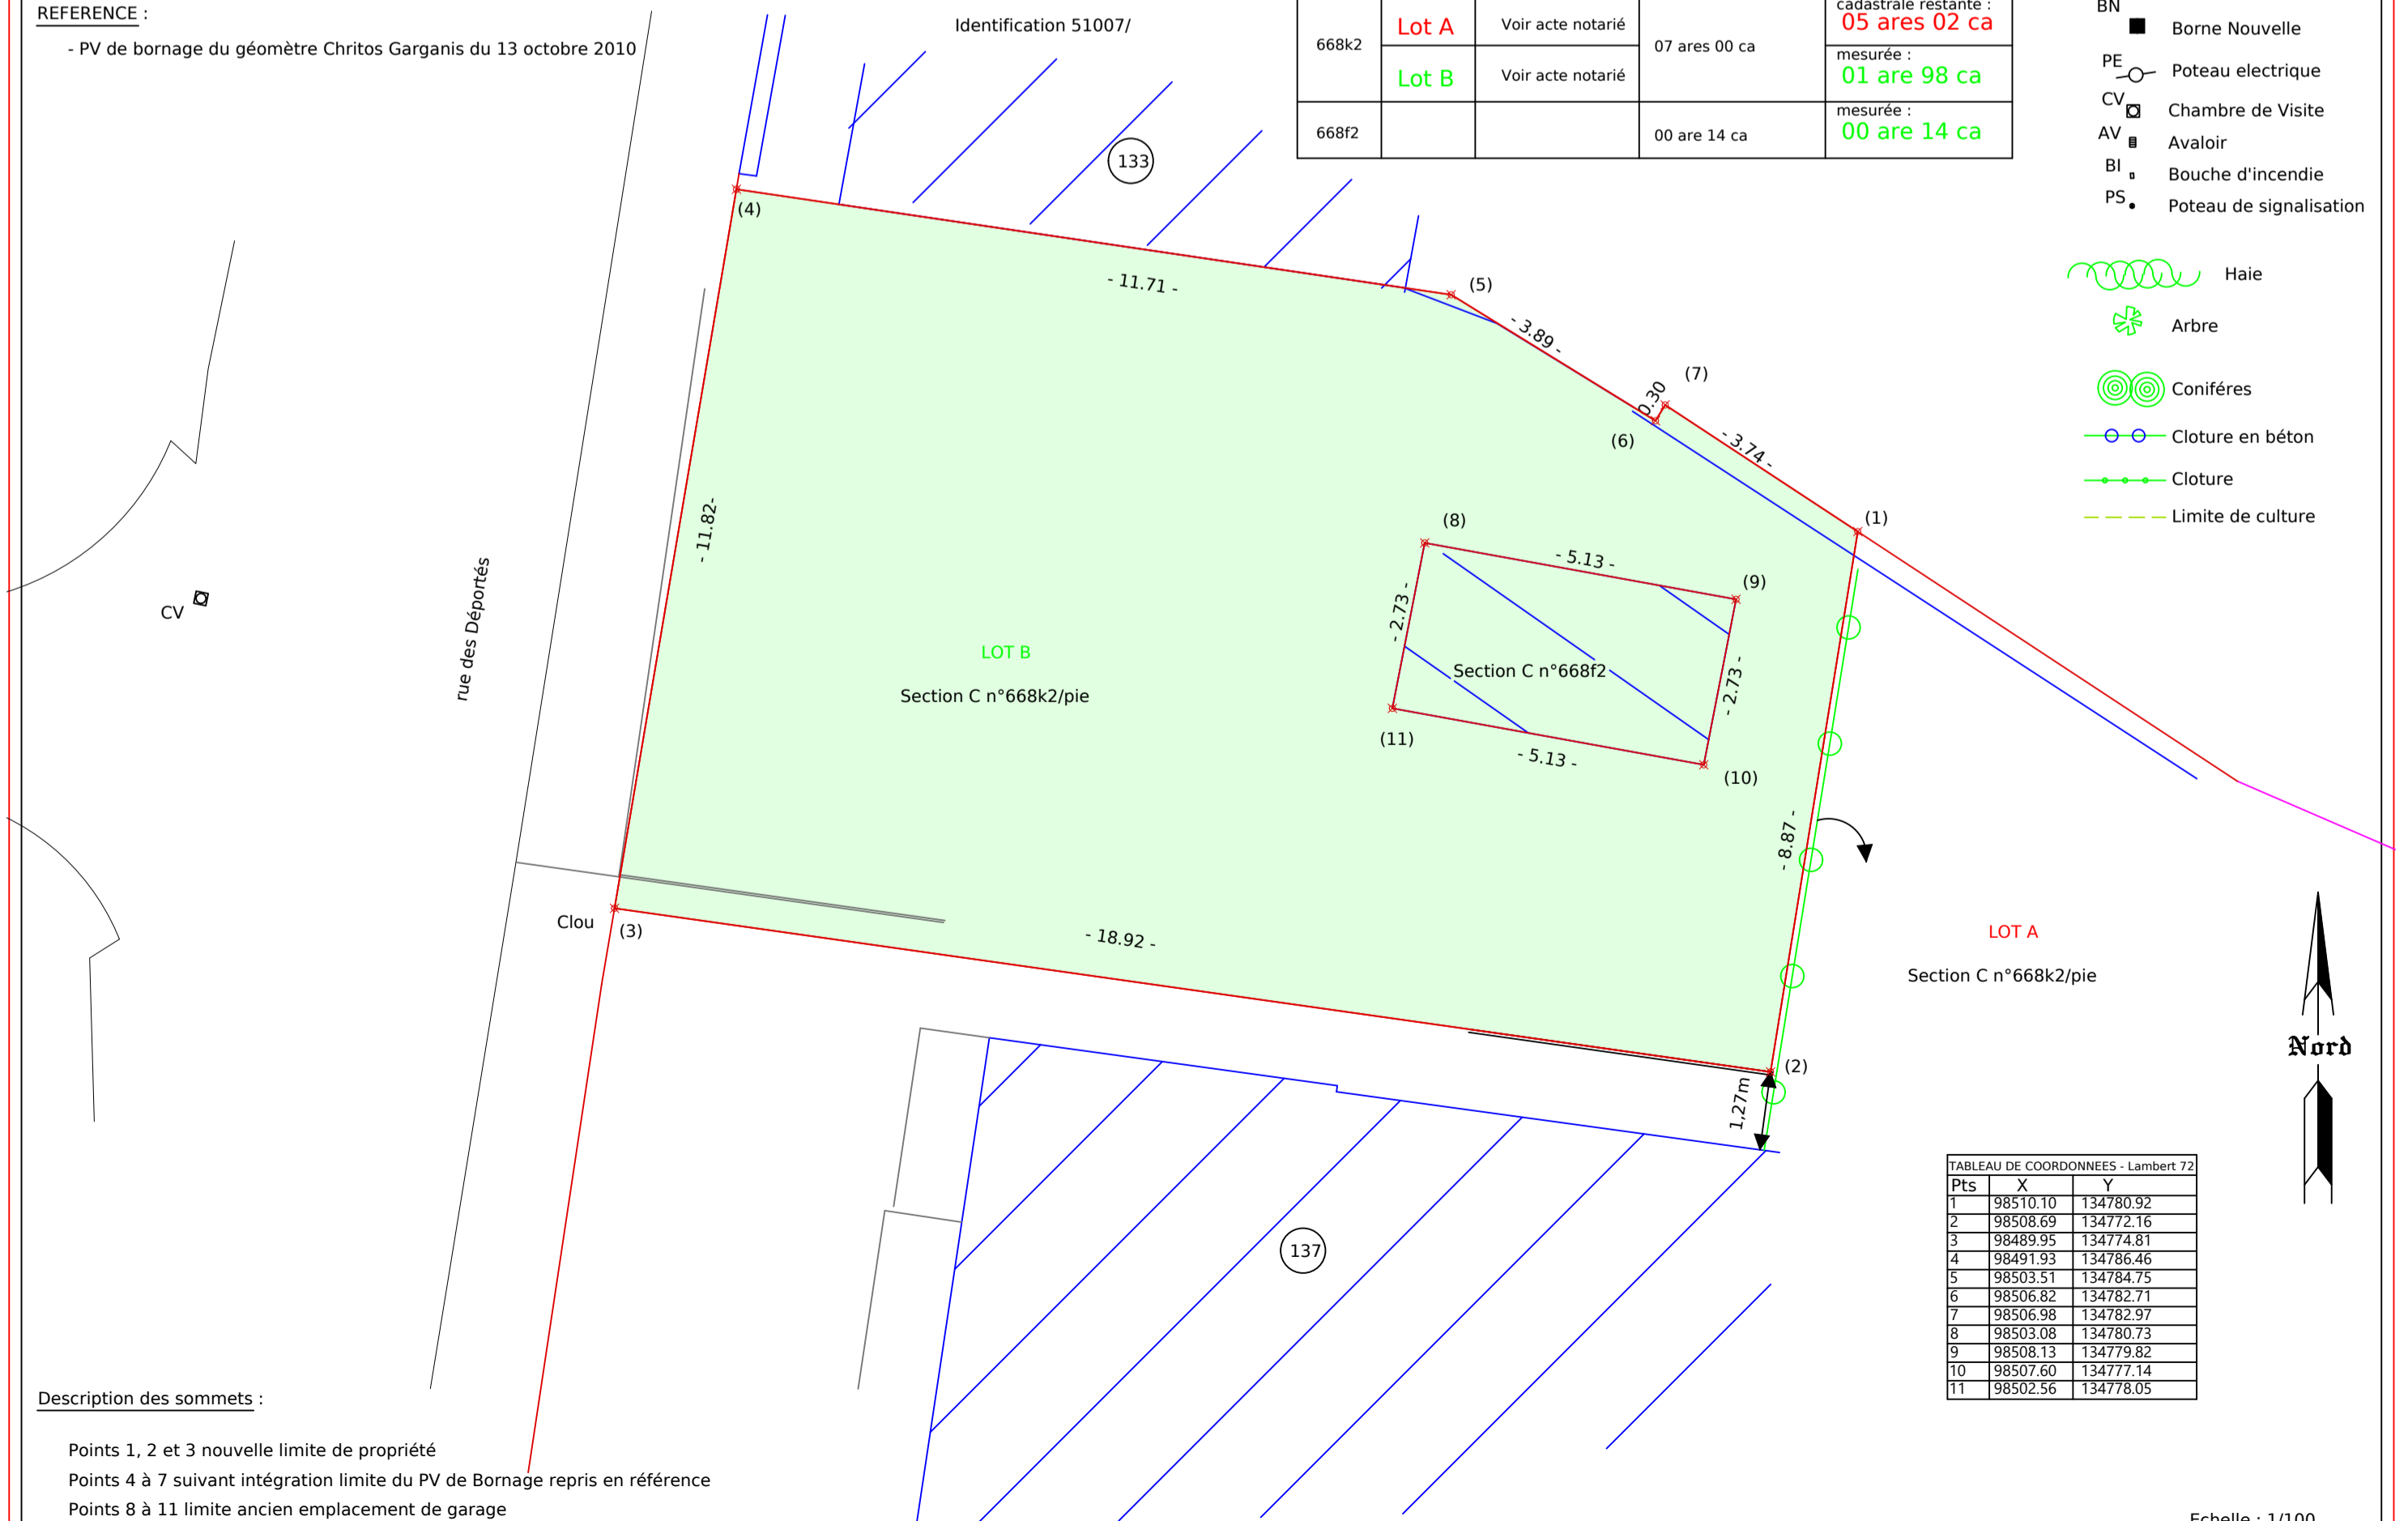 REFERENCE :
- PV de bornage du géomètre Chritos Garganis du 13 octobre 2010
Identification 51007/
668k2
Lot A
Voir acte notarié
07 ares 00 ca
cadastrale restante :
05 ares 02 ca
Lot B
Voir acte notarié
mesurée :
01 are 98 ca
668f2
00 are 14 ca
mesurée :
00 are 14 ca
BN
Borne Nouvelle
PE
Poteau electrique
CV
Chambre de Visite
AV
Avaloir
BI
Bouche d'incendie
PS
Poteau de signalisation
Haie
Arbre
Coniféres
Cloture en béton
Cloture
Limite de culture
133
(4)
- 11.71 -
(5)
- 3.89 -
0.30
(7)
(6)
- 3.74 -
(1)
- 11.82-
(8)
- 5.13 -
(9)
- 2.73 -
Section C n°668f2
- 2.73 -
(11)
- 5.13 -
(10)
CV
rue des Déportés
LOT B
Section C n°668k2/pie
- 8.87 -
Clou
(3)
- 18.92 -
LOT A
Section C n°668k2/pie
(2)
1,27m
Nord
137
TABLEAU DE COORDONNEES - Lambert 72
Pts X Y
1 98510.10 134780.92
2 98508.69 134772.16
3 98489.95 134774.81
4 98491.93 134786.46
5 98503.51 134784.75
6 98506.82 134782.71
7 98506.98 134782.97
8 98503.08 134780.73
9 98508.13 134779.82
10 98507.60 134777.14
11 98502.56 134778.05
Description des sommets :
Points 1, 2 et 3 nouvelle limite de propriété
Points 4 à 7 suivant intégration limite du PV de Bornage repris en référence
Points 8 à 11 limite ancien emplacement de garage
Echelle : 1/100